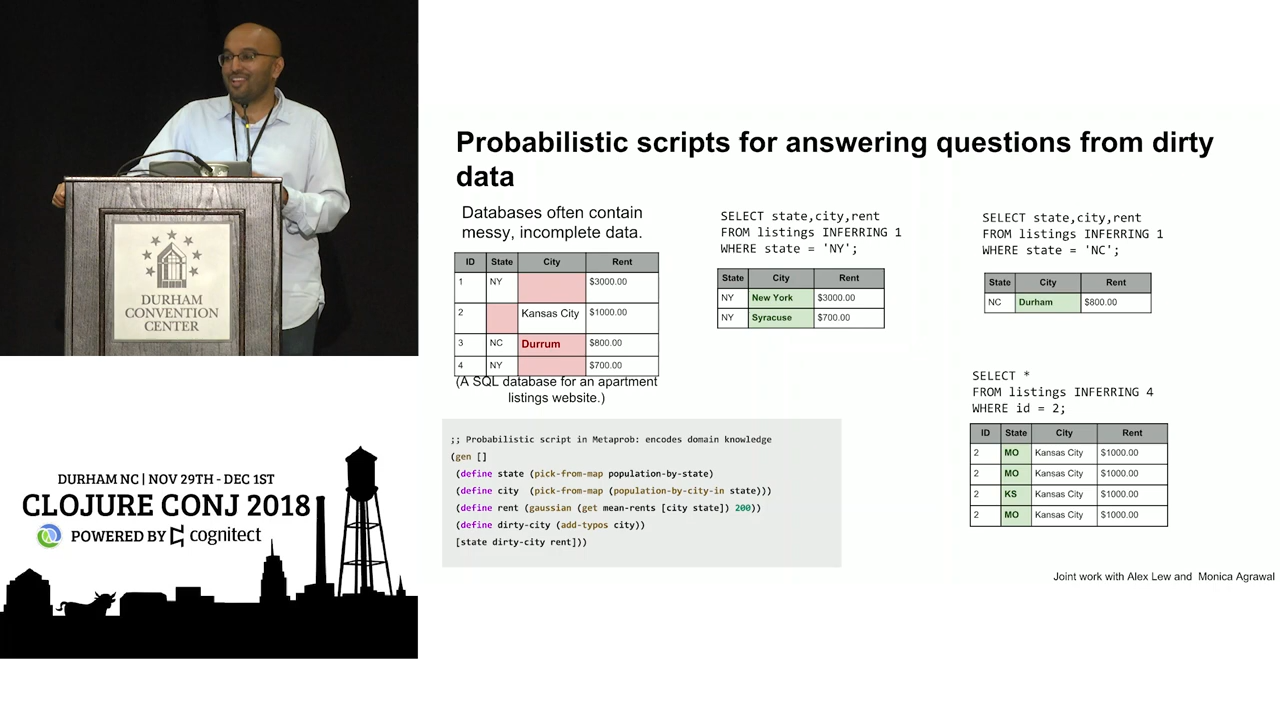 DURHAM
CONVENTION
CENTER
DURHAM NC | NOV 29TH - DEC 1ST
CLOJURE CONJ 2018
POWERED BY cognitect
Probabilistic scripts for answering questions from dirty
data
Databases often contain
messy, incomplete data.
ID State City Rent
1 NY $3000.00
2 Kansas City $1000.00
3 NC Durrum $800.00
4 NY $700.00
(A SQL database for an apartment
listings website.)
SELECT state,city,rent
FROM listings INFERRING 1
WHERE state = 'NY';
State City Rent
NY New York $3000.00
NY Syracuse $700.00
SELECT state,city,rent
FROM listings INFERRING 1
WHERE state = 'NC';
State City Rent
NC Durham $800.00
SELECT *
FROM listings INFERRING 4
WHERE id = 2;
ID State City Rent
2 MO Kansas City $1000.00
2 MO Kansas City $1000.00
2 KS Kansas City $1000.00
2 MO Kansas City $1000.00
;; Probabilistic script in Metaprob: encodes domain knowledge
(gen []
(define state (pick-from-map population-by-state)
(define city (pick-from-map (population-by-city-in state)))
(define rent (gaussian (get mean-rents [city state]) 200))
(define dirty-city (add-typos city))
[state dirty-city rent]))
Joint work with Alex Lew and Monica Agrawal